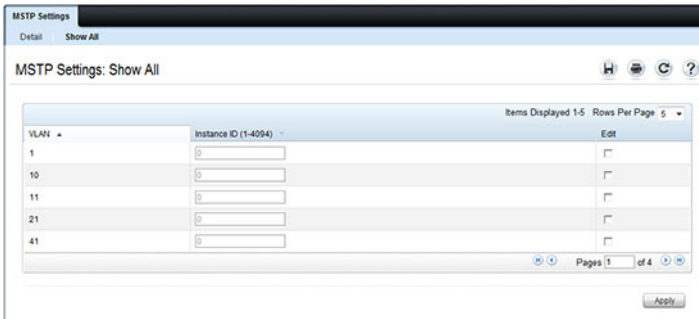 MSTP Settings
Detail Show All
MSTP Settings: Show All
Items Displayed 1-5 Rows Per Page 5
VLAN Instance ID (1-4094) Edit
1 0
10 0
11 0
21 0
41 0
Pages 1 of 4
Apply